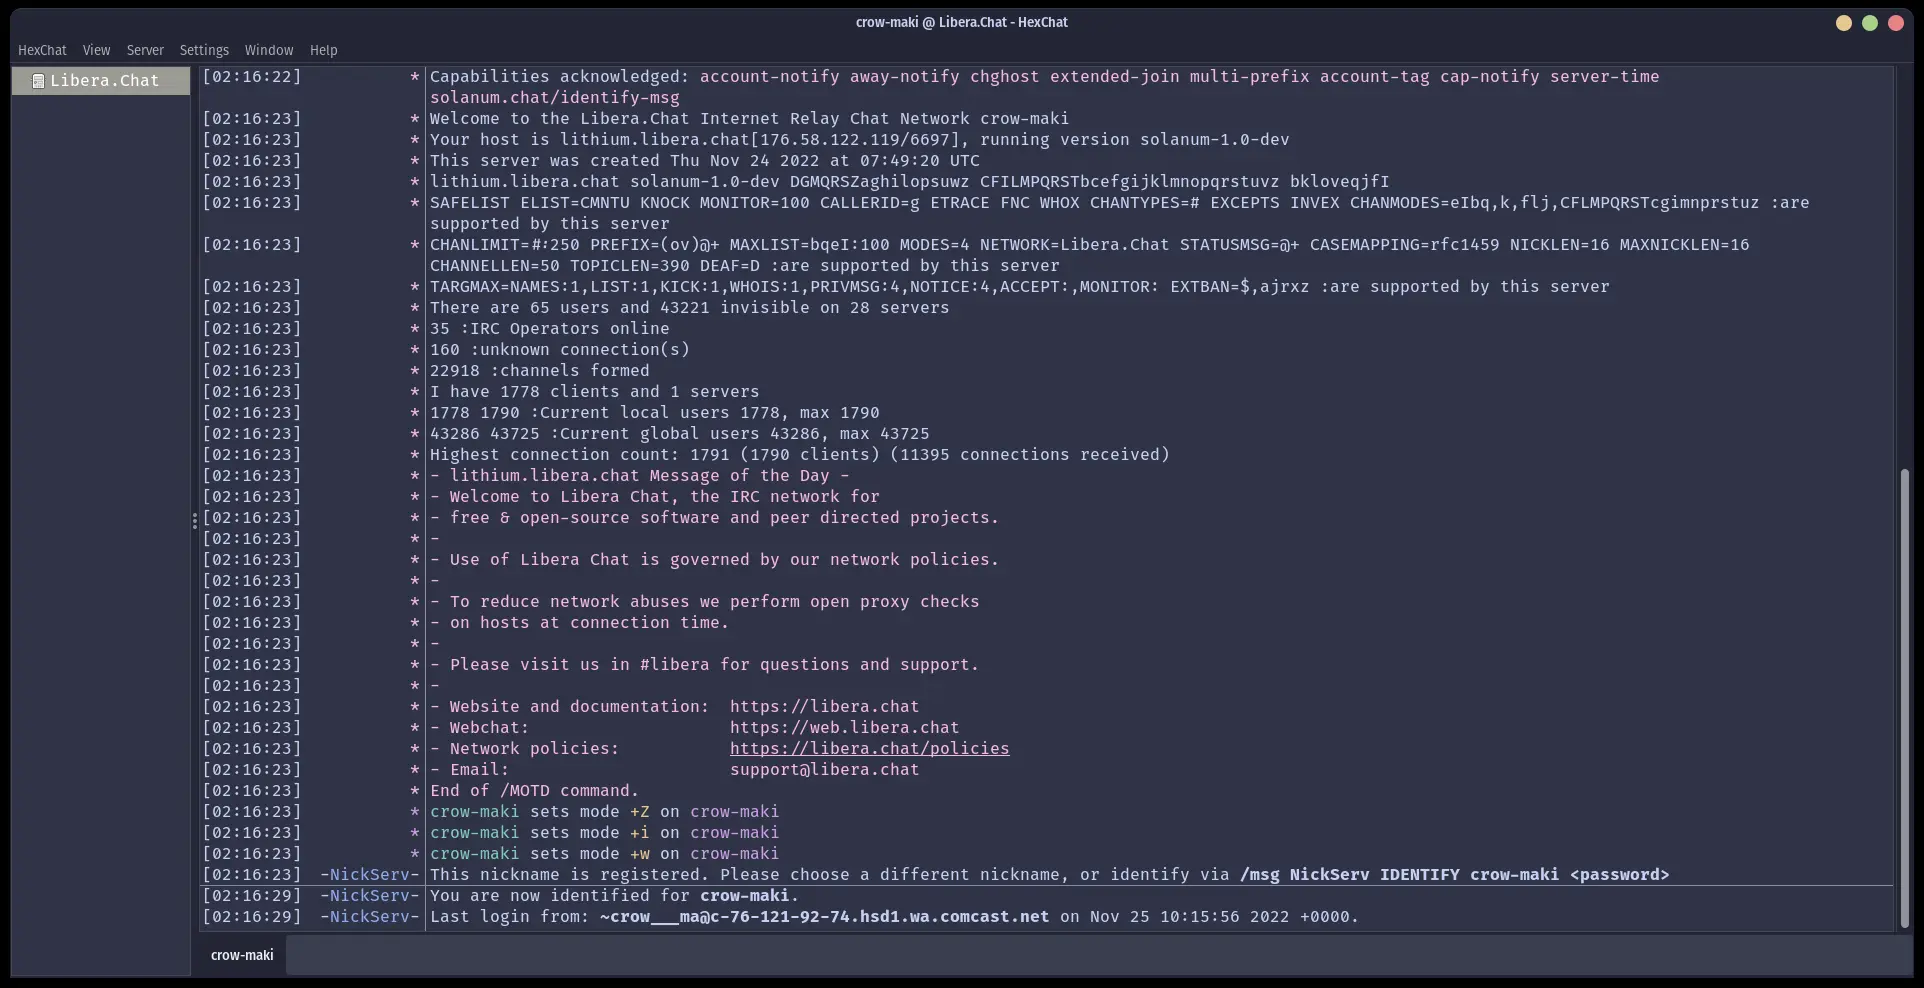 crow-maki @ Libera.Chat - HexChat
HexChat View Server Settings Window Help
Libera.Chat
[02:16:22] * Capabilities acknowledged: account-notify away-notify chghost extended-join multi-prefix account-tag cap-notify server-time
solanum.chat/identify-msg
[02:16:23] * Welcome to the Libera.Chat Internet Relay Chat Network crow-maki
[02:16:23] * Your host is lithium.libera.chat[176.58.122.119/6697], running version solanum-1.0-dev
[02:16:23] * This server was created Thu Nov 24 2022 at 07:49:20 UTC
[02:16:23] * lithium.libera.chat solanum-1.0-dev DGMQRSZaghilopsuwz CFILMPQRSTbcefgijklmnopqrstuvz bkloveqjfI
[02:16:23] * SAFELIST ELIST=CMNTU KNOCK MONITOR=100 CALLERID=g ETRACE FNC WHOX CHANTYPES=# EXCEPTS INVEX CHANMODES=eIbq,k,flj,CFLMPQRSTcgimnprstuz :are
supported by this server
[02:16:23] * CHANLIMIT=#:250 PREFIX=(ov)@+ MAXLIST=bqeI:100 MODES=4 NETWORK=Libera.Chat STATUSMSG=@+ CASEMAPPING=rfc1459 NICKLEN=16 MAXNICKLEN=16
CHANNELLEN=50 TOPICLEN=390 DEAF=D :are supported by this server
[02:16:23] * TARGMAX=NAMES:1,LIST:1,KICK:1,WHOIS:1,PRIVMSG:4,NOTICE:4,ACCEPT:,MONITOR: EXTBAN=$,ajrxz :are supported by this server
[02:16:23] * There are 65 users and 43221 invisible on 28 servers
[02:16:23] * 35 :IRC Operators online
[02:16:23] * 160 :unknown connection(s)
[02:16:23] * 22918 :channels formed
[02:16:23] * I have 1778 clients and 1 servers
[02:16:23] * 1778 1790 :Current local users 1778, max 1790
[02:16:23] * 43286 43725 :Current global users 43286, max 43725
[02:16:23] * Highest connection count: 1791 (1790 clients) (11395 connections received)
[02:16:23] * - lithium.libera.chat Message of the Day -
[02:16:23] * - Welcome to Libera Chat, the IRC network for
[02:16:23] * - free & open-source software and peer directed projects.
[02:16:23] * -
[02:16:23] * - Use of Libera Chat is governed by our network policies.
[02:16:23] * -
[02:16:23] * - To reduce network abuses we perform open proxy checks
[02:16:23] * - on hosts at connection time.
[02:16:23] * -
[02:16:23] * - Please visit us in #libera for questions and support.
[02:16:23] * -
[02:16:23] * - Website and documentation: https://libera.chat
[02:16:23] * - Webchat: https://web.libera.chat
[02:16:23] * - Network policies: https://libera.chat/policies
[02:16:23] * - Email: support@libera.chat
[02:16:23] * End of /MOTD command.
[02:16:23] * crow-maki sets mode +Z on crow-maki
[02:16:23] * crow-maki sets mode +i on crow-maki
[02:16:23] * crow-maki sets mode +w on crow-maki
[02:16:23] -NickServ- This nickname is registered. Please choose a different nickname, or identify via /msg NickServ IDENTIFY crow-maki <password>
[02:16:29] -NickServ- You are now identified for crow-maki.
[02:16:29] -NickServ- Last login from: ~crow___ma@c-76-121-92-74.hsd1.wa.comcast.net on Nov 25 10:15:56 2022 +0000.
crow-maki